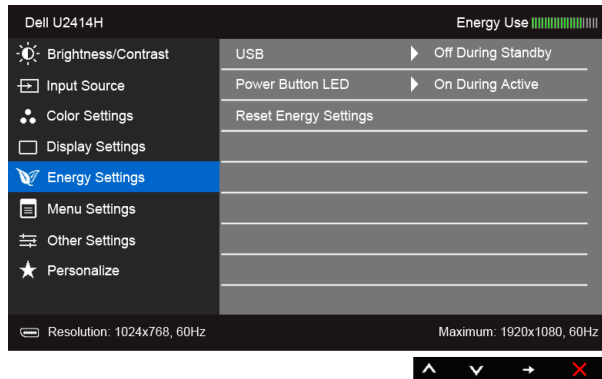 Dell U2414H
Energy Use
Brightness/Contrast
USB
Off During Standby
Input Source
Power Button LED
On During Active
Color Settings
Reset Energy Settings
Display Settings
Energy Settings
Menu Settings
Other Settings
Personalize
Resolution: 1024x768, 60Hz
Maximum: 1920x1080, 60Hz